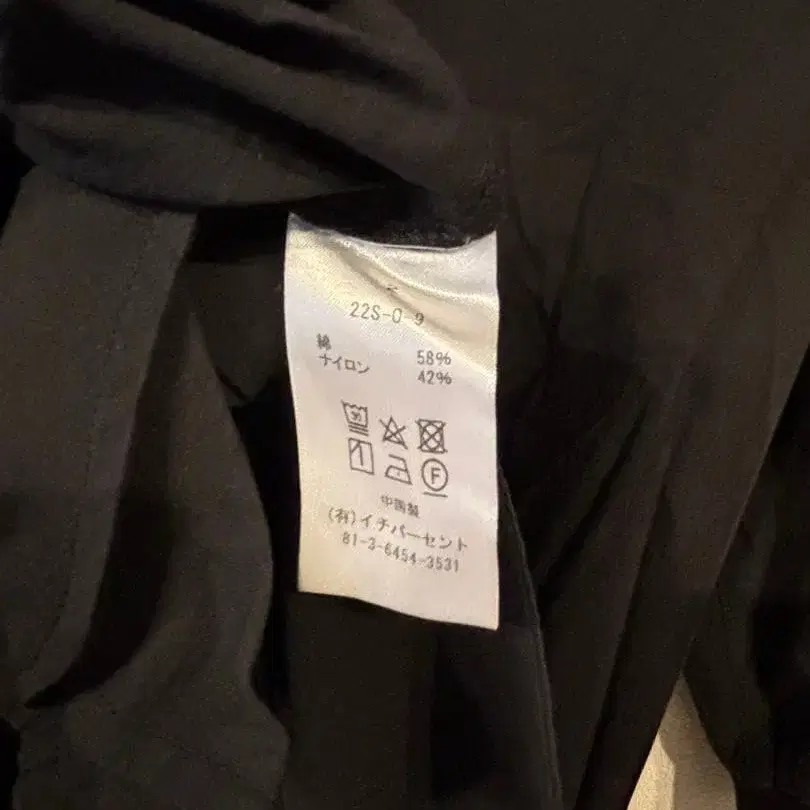 22S-O-9
綿 58%
ナイロン 42%
30
F
中国製
(有)イチパーセント
81-3-6454-3531